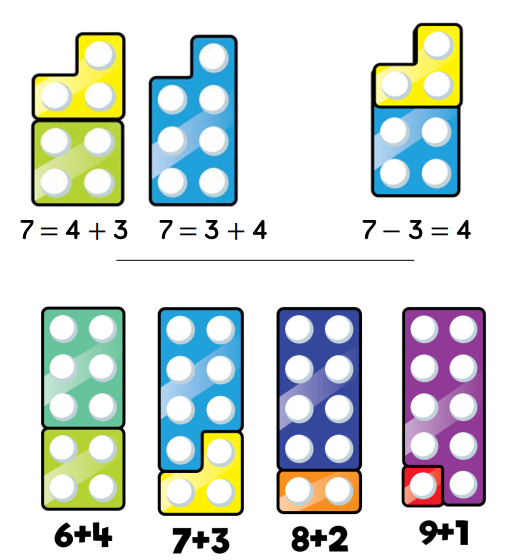 7 = 4 + 3
7 = 3 + 4
7 − 3 = 4
6+4
7+3
8+2
9+1